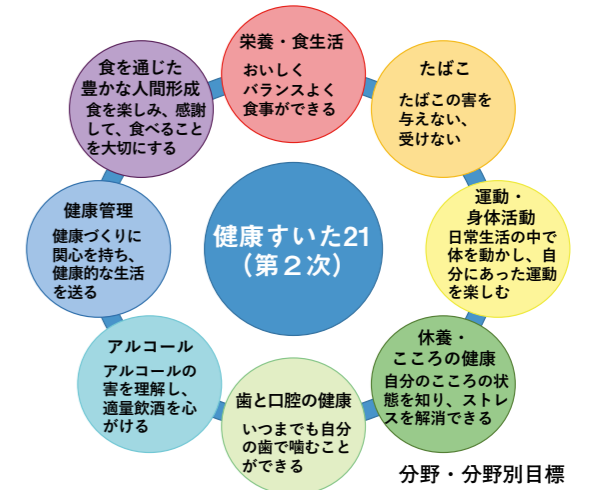 栄養・食生活
おいしく
バランスよく
食事ができる
たばこ
たばこの害を
与えない、
受けない
運動・
身体活動
日常生活の中で
体を動かし、自
分にあった運動
を楽しむ
休養・
こころの健康
自分のこころの状
態を知り、ストレ
スを解消できる
歯と口腔の健康
いつまでも自分
の歯で噛むこと
ができる
アルコール
アルコールの
害を理解し、
適量飲酒を心
がける
健康管理
健康づくりに
関心を持ち、
健康的な生活
を送る
食を通じた
豊かな人間形成
食を楽しみ、感謝
して、食べること
を大切にする
健康すいた21
（第２次）
分野・分野別目標